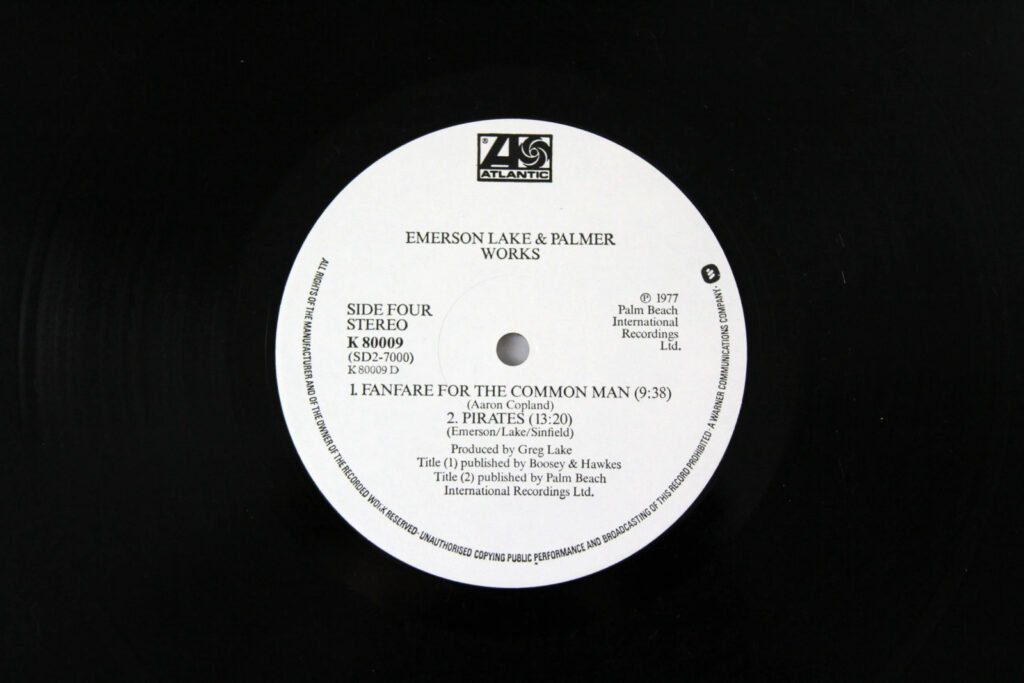 ATLANTIC
EMERSON LAKE & PALMER
WORKS
SIDE FOUR
STEREO
K 80009
(SD2-7000)
K 80009 D
℗ 1977
Palm Beach
International
Recordings
Ltd.
1. FANFARE FOR THE COMMON MAN (9:38)
(Aaron Copland)
2. PIRATES (13:20)
(Emerson/Lake/Sinfield)
Produced by Greg Lake
Title (1) published by Boosey & Hawkes
Title (2) published by Palm Beach
International Recordings Ltd.
ALL RIGHTS OF THE MANUFACTURER AND OF THE OWNER OF THE RECORDED WORK RESERVED · UNAUTHORISED COPYING PUBLIC PERFORMANCE AND BROADCASTING OF THIS RECORD PROHIBITED · A WARNER COMMUNICATIONS COMPANY ·